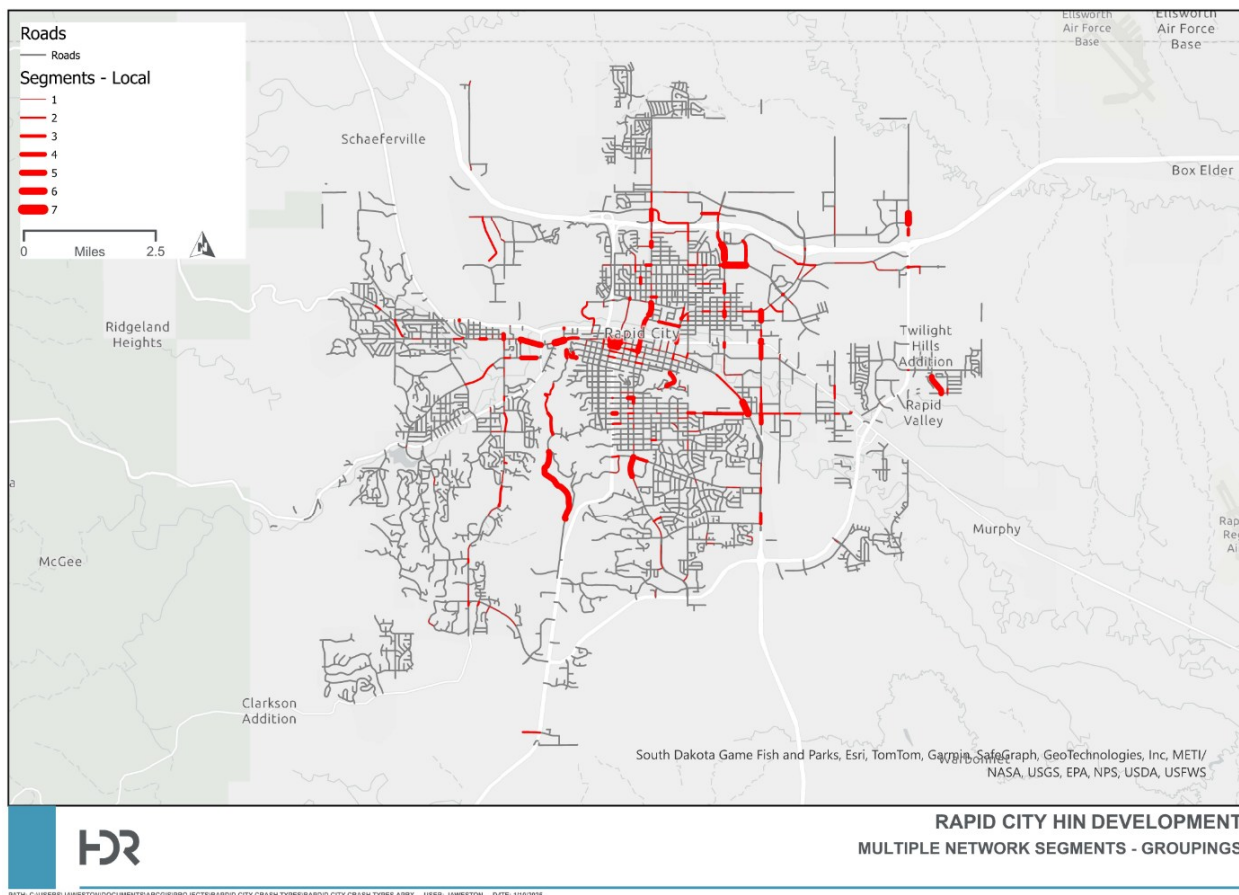 Roads
Roads
Segments - Local
1
2
3
4
5
6
7
0 Miles 2.5
N
Ellsworth
Air Force
Base
Ellsworth
Air Force
Base
Schaeferville
Box Elder
Ridgeland
Heights
Rapid City
Twilight
Hills
Addition
Rapid
Valley
Murphy
McGee
Clarkson
Addition
South Dakota Game Fish and Parks, Esri, TomTom, Garmin, SafeGraph, GeoTechnologies, Inc, METI/
NASA, USGS, EPA, NPS, USDA, USFWS
Warbonnet
HDR
RAPID CITY HIN DEVELOPMENT
MULTIPLE NETWORK SEGMENTS - GROUPINGS